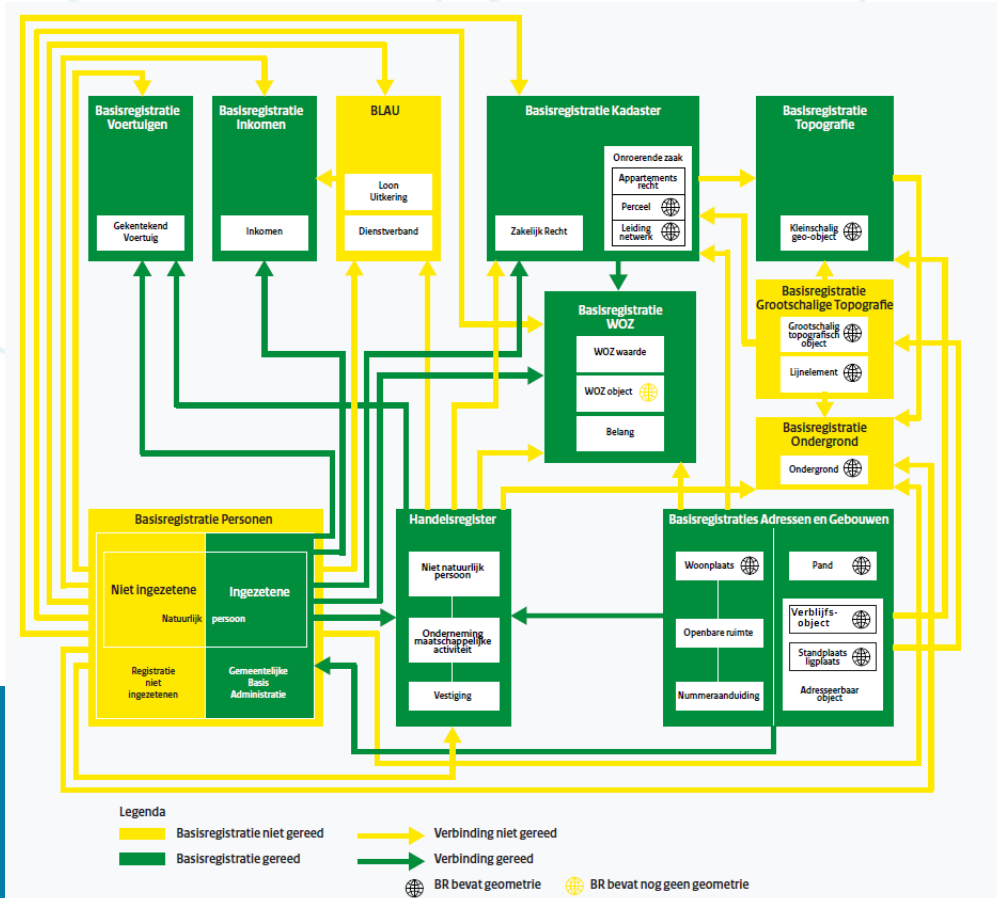 Basisregistratie
Voertuigen
Gekentekend
Voertuig
Basisregistratie
Inkomen
Inkomen
BLAU
Loon
Uitkering
Dienstverband
Basisregistratie Kadaster
Onroerende zaak
Appartements
recht
Perceel
Leiding
netwerk
Zakelijk Recht
Basisregistratie
Topografie
Kleinschalig
geo-object
Basisregistratie
Grootschalige Topografie
Grootschalig
topografisch
object
Lijnelement
Basisregistratie
WOZ
WOZ waarde
WOZ object
Belang
Basisregistratie
Ondergrond
Ondergrond
Basisregistratie Personen
Niet ingezetene
Ingezetene
Natuurlijk persoon
Registratie
niet
ingezetenen
Gemeentelijke
Basis
Administratie
Handelsregister
Niet natuurlijk
persoon
Onderneming
maatschappelijke
activiteit
Vestiging
Basisregistraties Adressen en Gebouwen
Woonplaats
Openbare ruimte
Nummeraanduiding
Pand
Verblijfs-
object
Standplaats
ligplaats
Adresseerbaar
object
Legenda
Basisregistratie niet gereed
Verbinding niet gereed
Basisregistratie gereed
Verbinding gereed
BR bevat geometrie
BR bevat nog geen geometrie